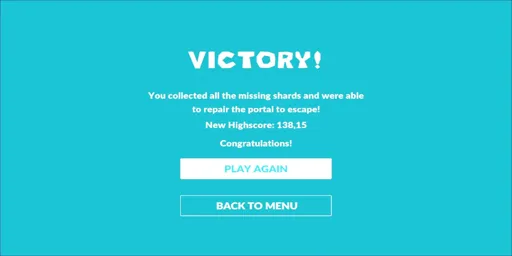 VICTORY!
You collected all the missing shards and were able
to repair the portal to escape!
New Highscore: 138,15
Congratulations!
PLAY AGAIN
BACK TO MENU